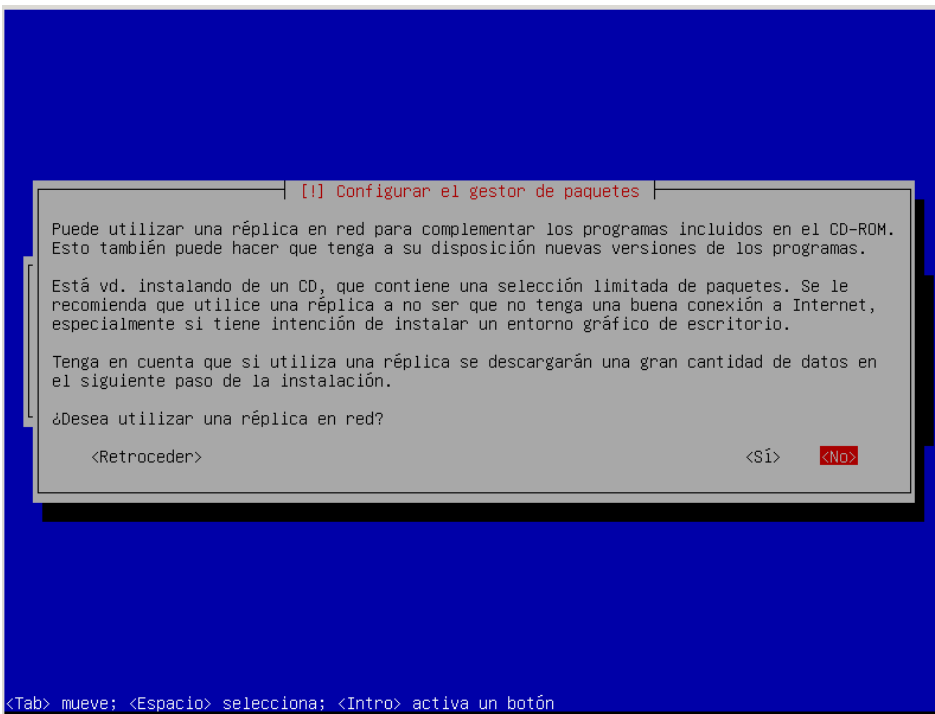 [!] Configurar el gestor de paquetes
Puede utilizar una réplica en red para complementar los programas incluidos en el CD-ROM.
Esto también puede hacer que tenga a su disposición nuevas versiones de los programas.
Está vd. instalando de un CD, que contiene una selección limitada de paquetes. Se le
recomienda que utilice una réplica a no ser que no tenga una buena conexión a Internet,
especialmente si tiene intención de instalar un entorno gráfico de escritorio.
Tenga en cuenta que si utiliza una réplica se descargarán una gran cantidad de datos en
el siguiente paso de la instalación.
¿Desea utilizar una réplica en red?
<Retroceder> <Sí> <No>
<Tab> mueve; <Espacio> selecciona; <Intro> activa un botón